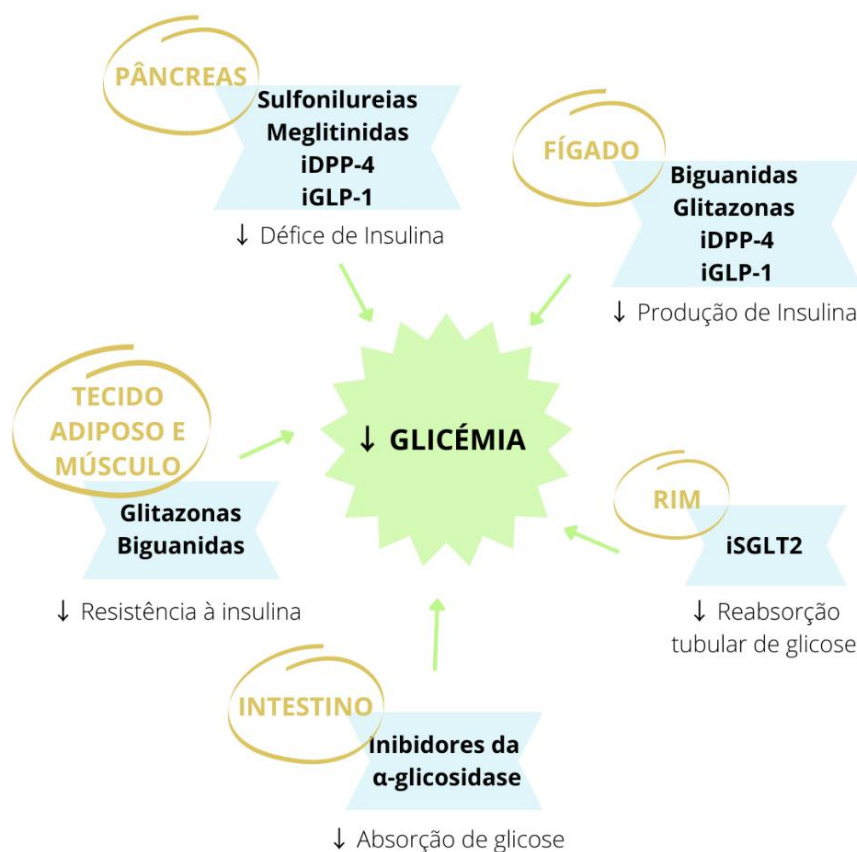 PÂNCREAS
Sulfonilureias
Meglitinidas
iDPP-4
iGLP-1
↓ Défice de Insulina
FÍGADO
Biguanidas
Glitazonas
iDPP-4
iGLP-1
↓ Produção de Insulina
↓ GLICÉMIA
TECIDO
ADIPOSO E
MÚSCULO
Glitazonas
Biguanidas
↓ Resistência à insulina
RIM
iSGLT2
↓ Reabsorção
tubular de glicose
INTESTINO
Inibidores da
α-glicosidase
↓ Absorção de glicose